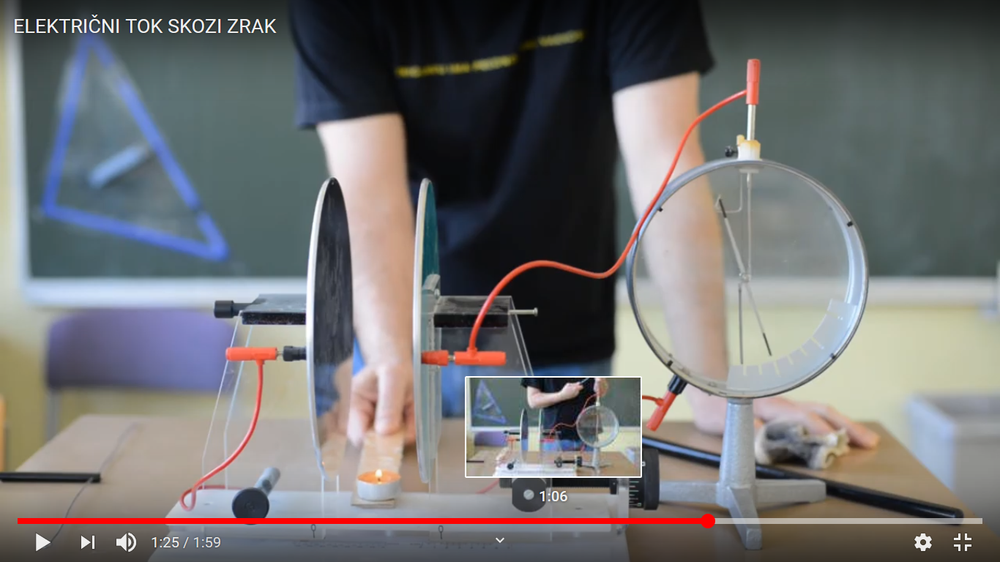 ELEKTRIČNI TOK SKOZI ZRAK
1:06
1:25 / 1:59